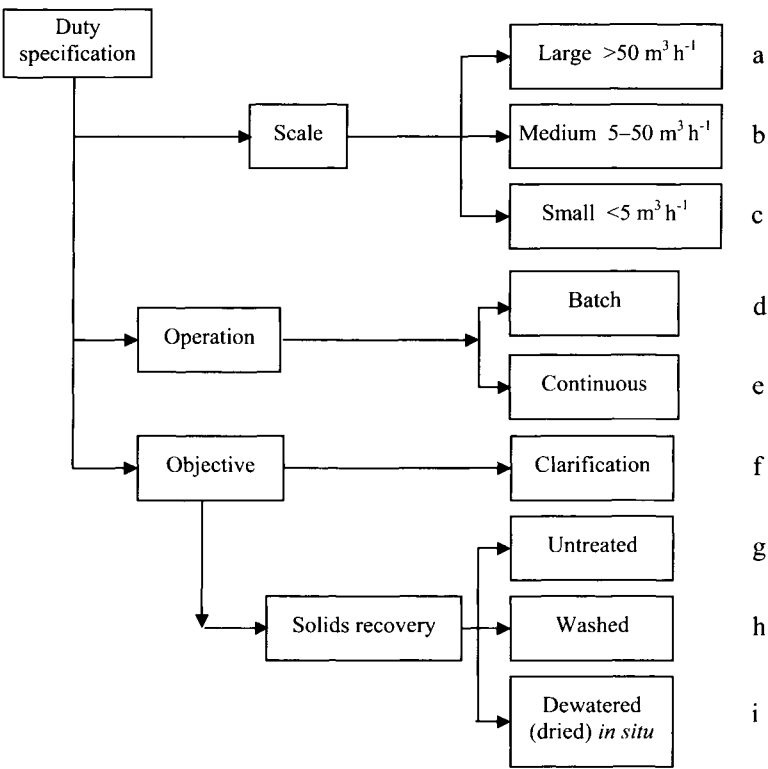 Duty
specification
Large >50 m³ h⁻¹
a
Scale
Medium 5–50 m³ h⁻¹
b
Small <5 m³ h⁻¹
c
Batch
d
Operation
Continuous
e
Objective
Clarification
f
Untreated
g
Solids recovery
Washed
h
Dewatered
(dried) in situ
i